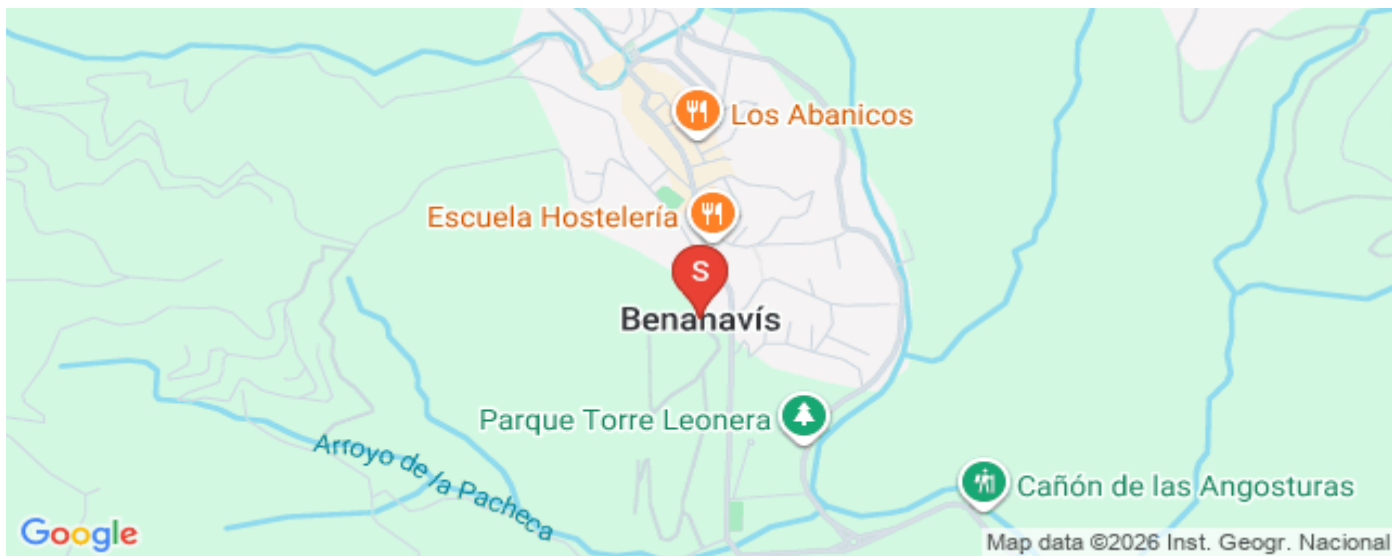 Los Abanicos
Escuela Hostelería
S
Benahavís
Parque Torre Leonera
Arroyo de la Pacheca
Cañón de las Angosturas
Google
Map data ©2026 Inst. Geogr. Nacional